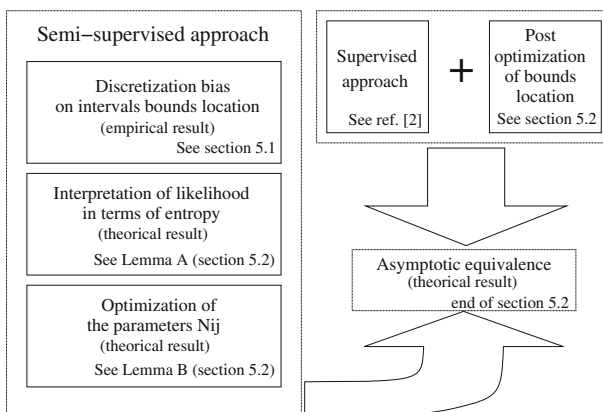 Semi-supervised approach
Discretization bias
on intervals bounds location
(empirical result)
See section 5.1
Interpretation of likelihood
in terms of entropy
(theorical result)
See Lemma A (section 5.2)
Optimization of
the parameters Nij
(theorical result)
See Lemma B (section 5.2)
Supervised
approach
See ref. [2]
+
Post
optimization
of bounds
location
See section 5.2
Asymptotic equivalence
(theorical result)
end of section 5.2